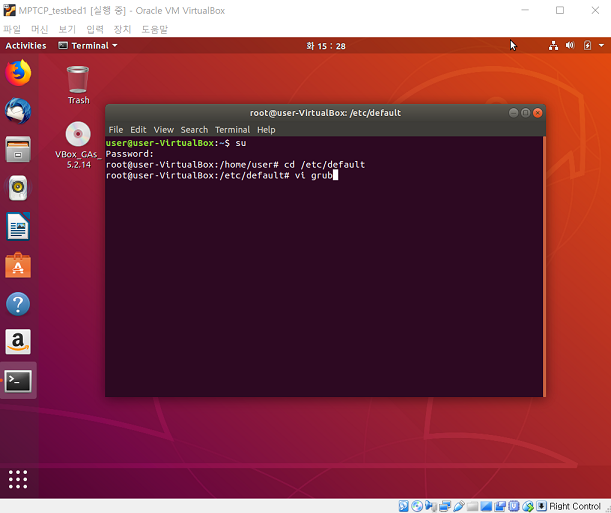 MPTCP_testbed1 [실행 중] - Oracle VM VirtualBox
파일 머신 보기 입력 장치 도움말
Activities Terminal 화 15 : 28
Trash
VBox_GAs_
5.2.14
root@user-VirtualBox: /etc/default
File Edit View Search Terminal Help
user@user-VirtualBox:~$ su
Password:
root@user-VirtualBox:/home/user# cd /etc/default
root@user-VirtualBox:/etc/default# vi grub
Right Control